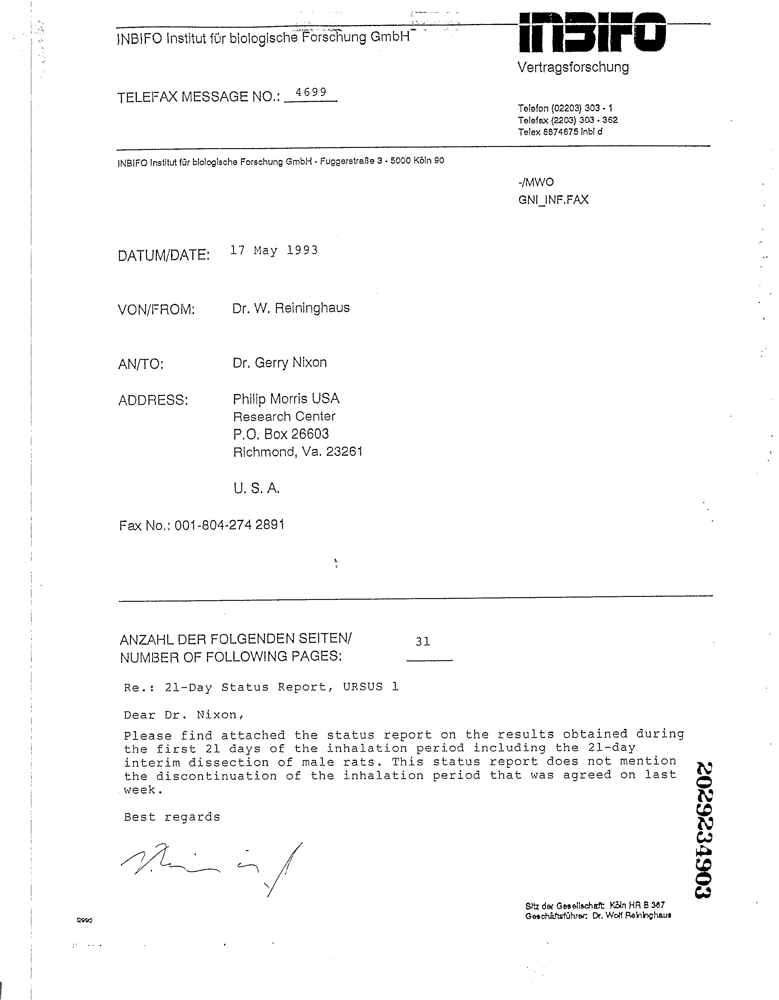 INBIFO Institut für biologische Forschung GmbH
INBIFO
Vertragsforschung
TELEFAX MESSAGE NO.: 4699
Telefon (02203) 303 - 1
Telefax (2203) 303 - 362
Telex 8874675 inbi d
INBIFO Institut für biologische Forschung GmbH - Fuggerstraße 3 - 5000 Köln 90
-/MWO
GNI_INF.FAX
DATUM/DATE: 17 May 1993
VON/FROM: Dr. W. Reininghaus
AN/TO: Dr. Gerry Nixon
ADDRESS: Philip Morris USA
Research Center
P.O. Box 26603
Richmond, Va. 23261
U. S. A.
Fax No.: 001-804-274 2891
ANZAHL DER FOLGENDEN SEITEN/ 31
NUMBER OF FOLLOWING PAGES:
Re.: 21-Day Status Report, URSUS 1
Dear Dr. Nixon,
Please find attached the status report on the results obtained during
the first 21 days of the inhalation period including the 21-day
interim dissection of male rats. This status report does not mention
the discontinuation of the inhalation period that was agreed on last
week.
Best regards
2029234903
Sitz der Gesellschaft: Köln HR B 367
Geschäftsführer: Dr. Wolf Reininghaus